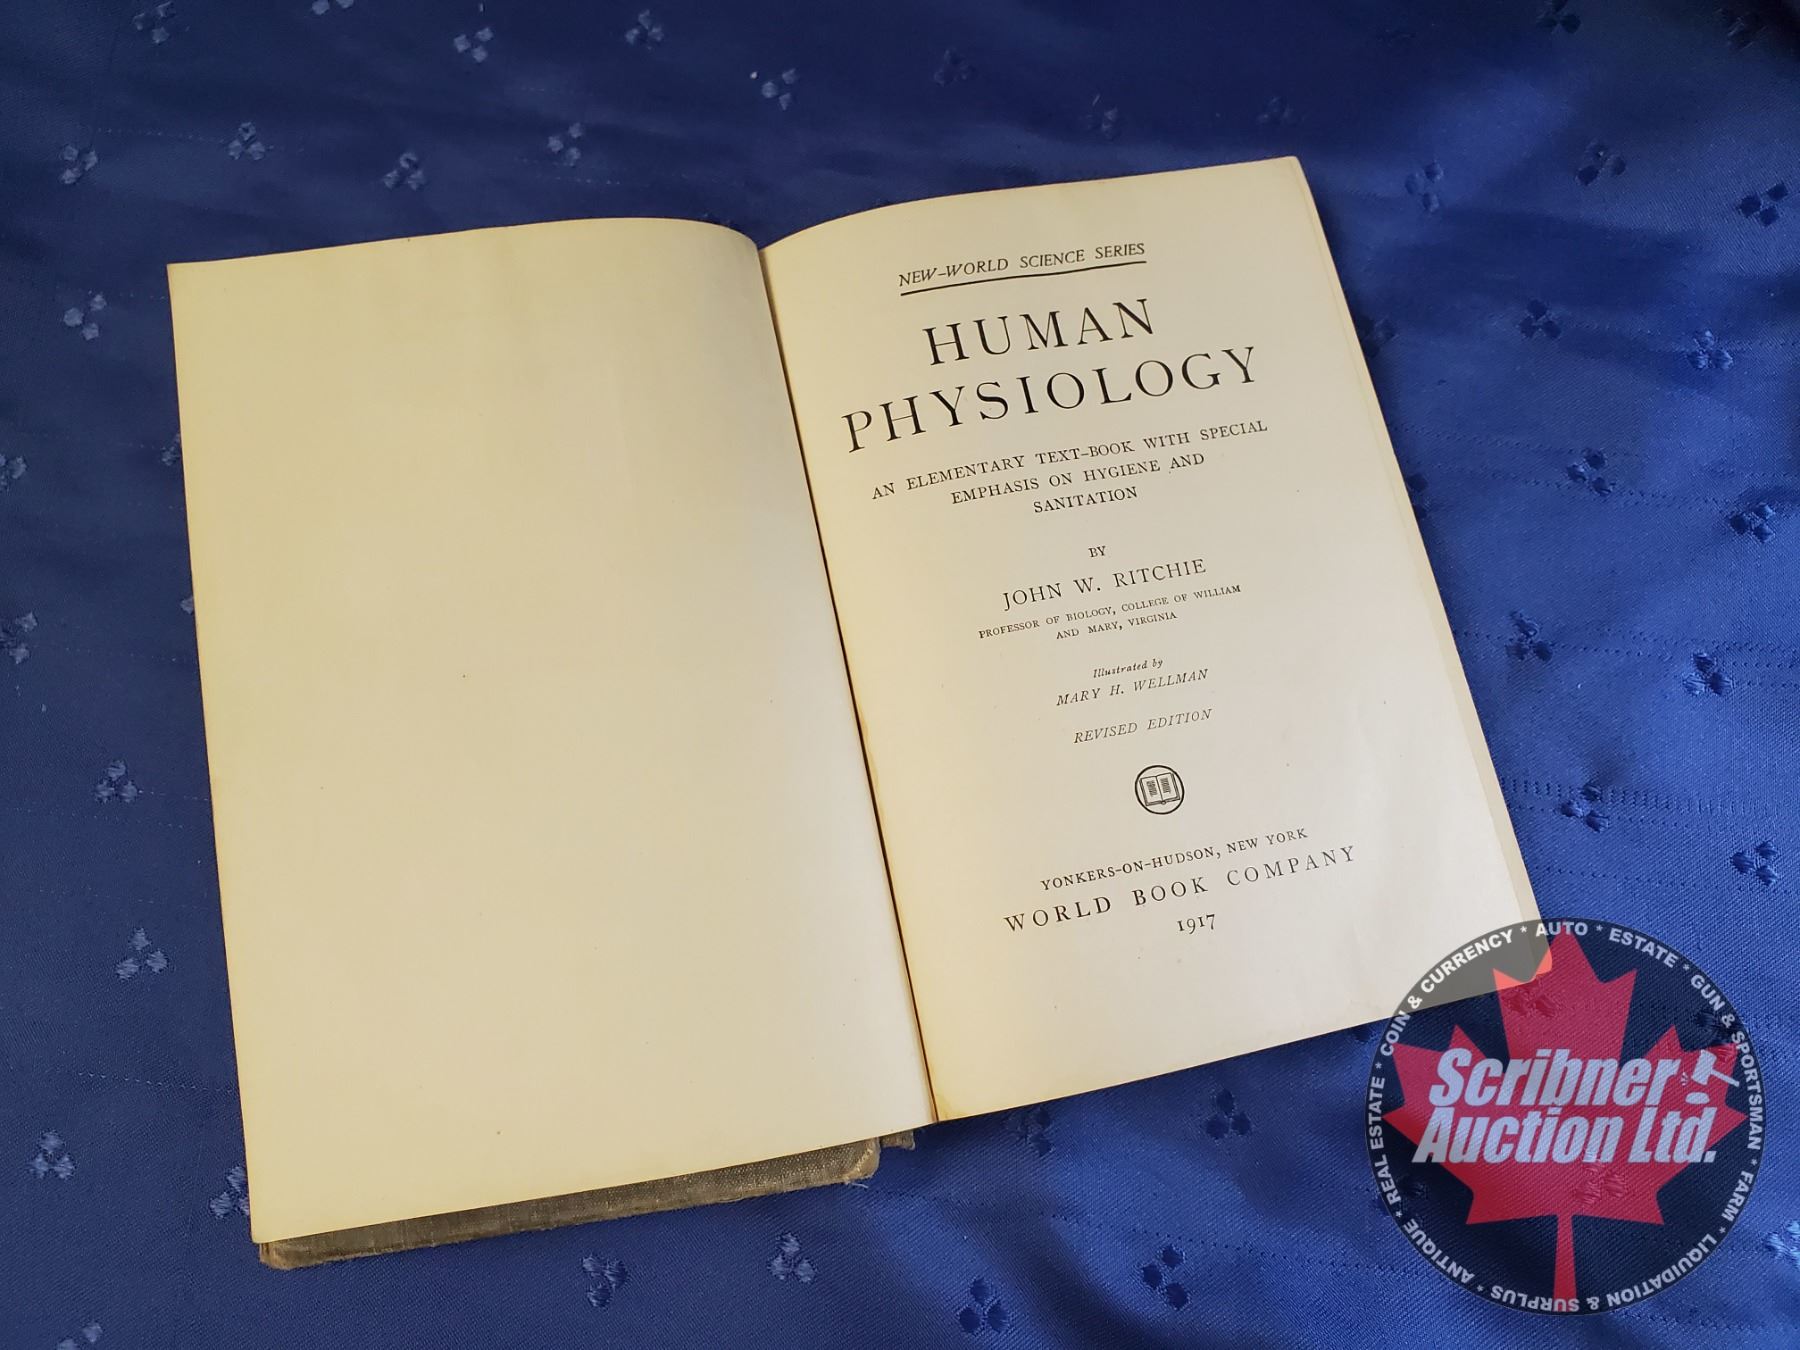 NEW-WORLD SCIENCE SERIES
HUMAN
PHYSIOLOGY
AN ELEMENTARY TEXT-BOOK WITH SPECIAL
EMPHASIS ON HYGIENE AND
SANITATION
BY
JOHN W. RITCHIE
PROFESSOR OF BIOLOGY, COLLEGE OF WILLIAM
AND MARY, VIRGINIA
Illustrated by
MARY H. WELLMAN
REVISED EDITION
YONKERS-ON-HUDSON, NEW YORK
WORLD BOOK COMPANY
1917
Scribner
Auction Ltd.
ANTIQUE * REAL ESTATE * COIN & CURRENCY * AUTO * ESTATE * GUN & SPORTSMAN * FARM * LIQUIDATION & SURPLUS *